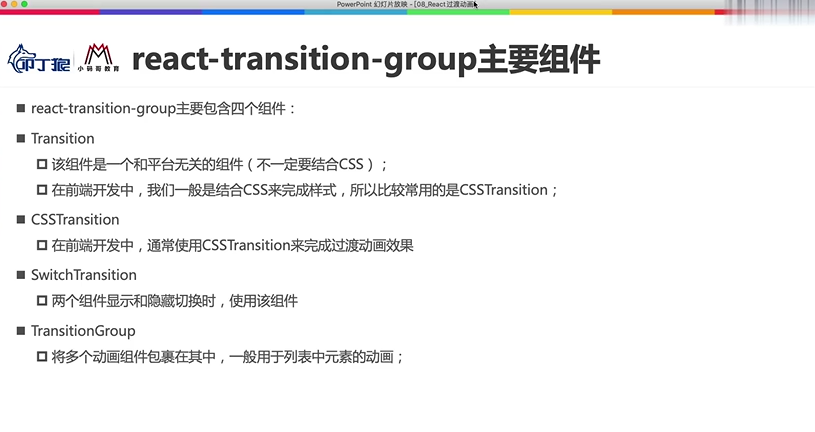 PowerPoint 幻灯片放映 - [08_React过渡动画]
叩丁狼
小码哥教育
react-transition-group主要组件
react-transition-group主要包含四个组件：
Transition
该组件是一个和平台无关的组件（不一定要结合CSS）；
在前端开发中，我们一般是结合CSS来完成样式，所以比较常用的是CSSTransition；
CSSTransition
在前端开发中，通常使用CSSTransition来完成过渡动画效果
SwitchTransition
两个组件显示和隐藏切换时，使用该组件
TransitionGroup
将多个动画组件包裹在其中，一般用于列表中元素的动画；